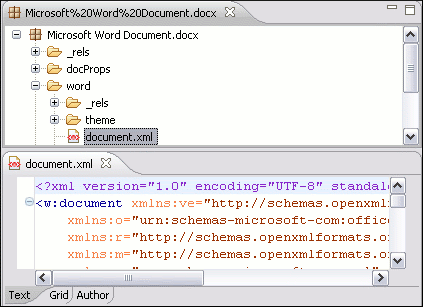 Microsoft%20Word%20Document.docx
Microsoft Word Document.docx
_rels
docProps
word
_rels
theme
document.xml
document.xml
<?xml version="1.0" encoding="UTF-8" standal
<w:document xmlns:ve="http://schemas.openxml
xmlns:o="urn:schemas-microsoft-com:office
xmlns:r="http://schemas.openxmlformats.o
xmlns:m="http://schemas.openxmlformats.o
Text Grid Author